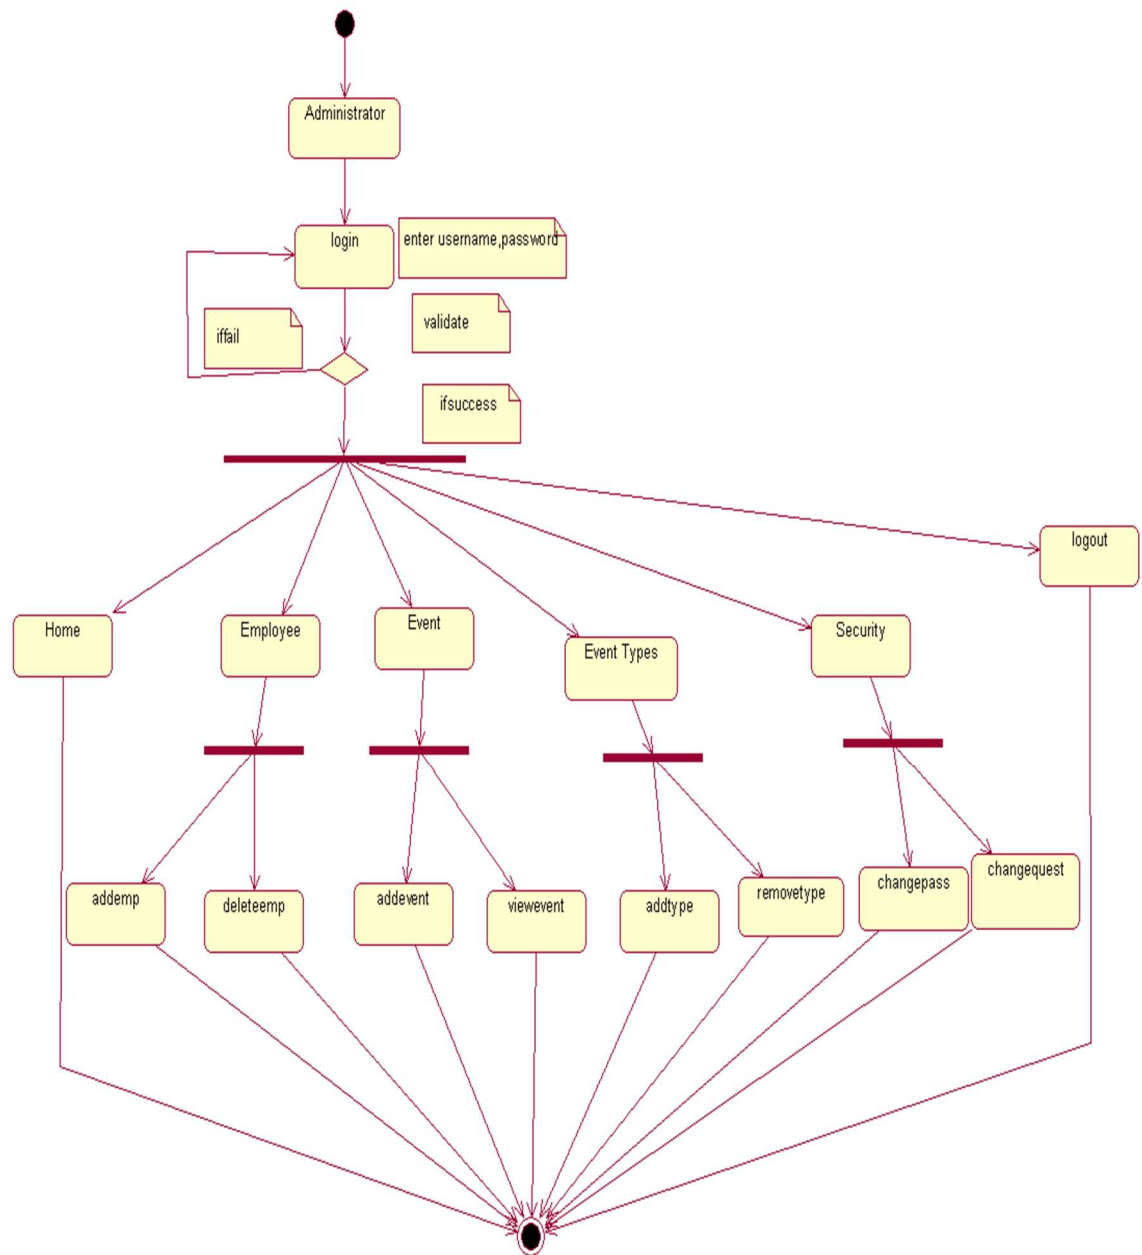 Administrator
login
enter username,password
iffail
validate
ifsuccess
logout
Home
Employee
Event
Event Types
Security
addemp
deleteemp
addevent
viewevent
addtype
removetype
changepass
changequest